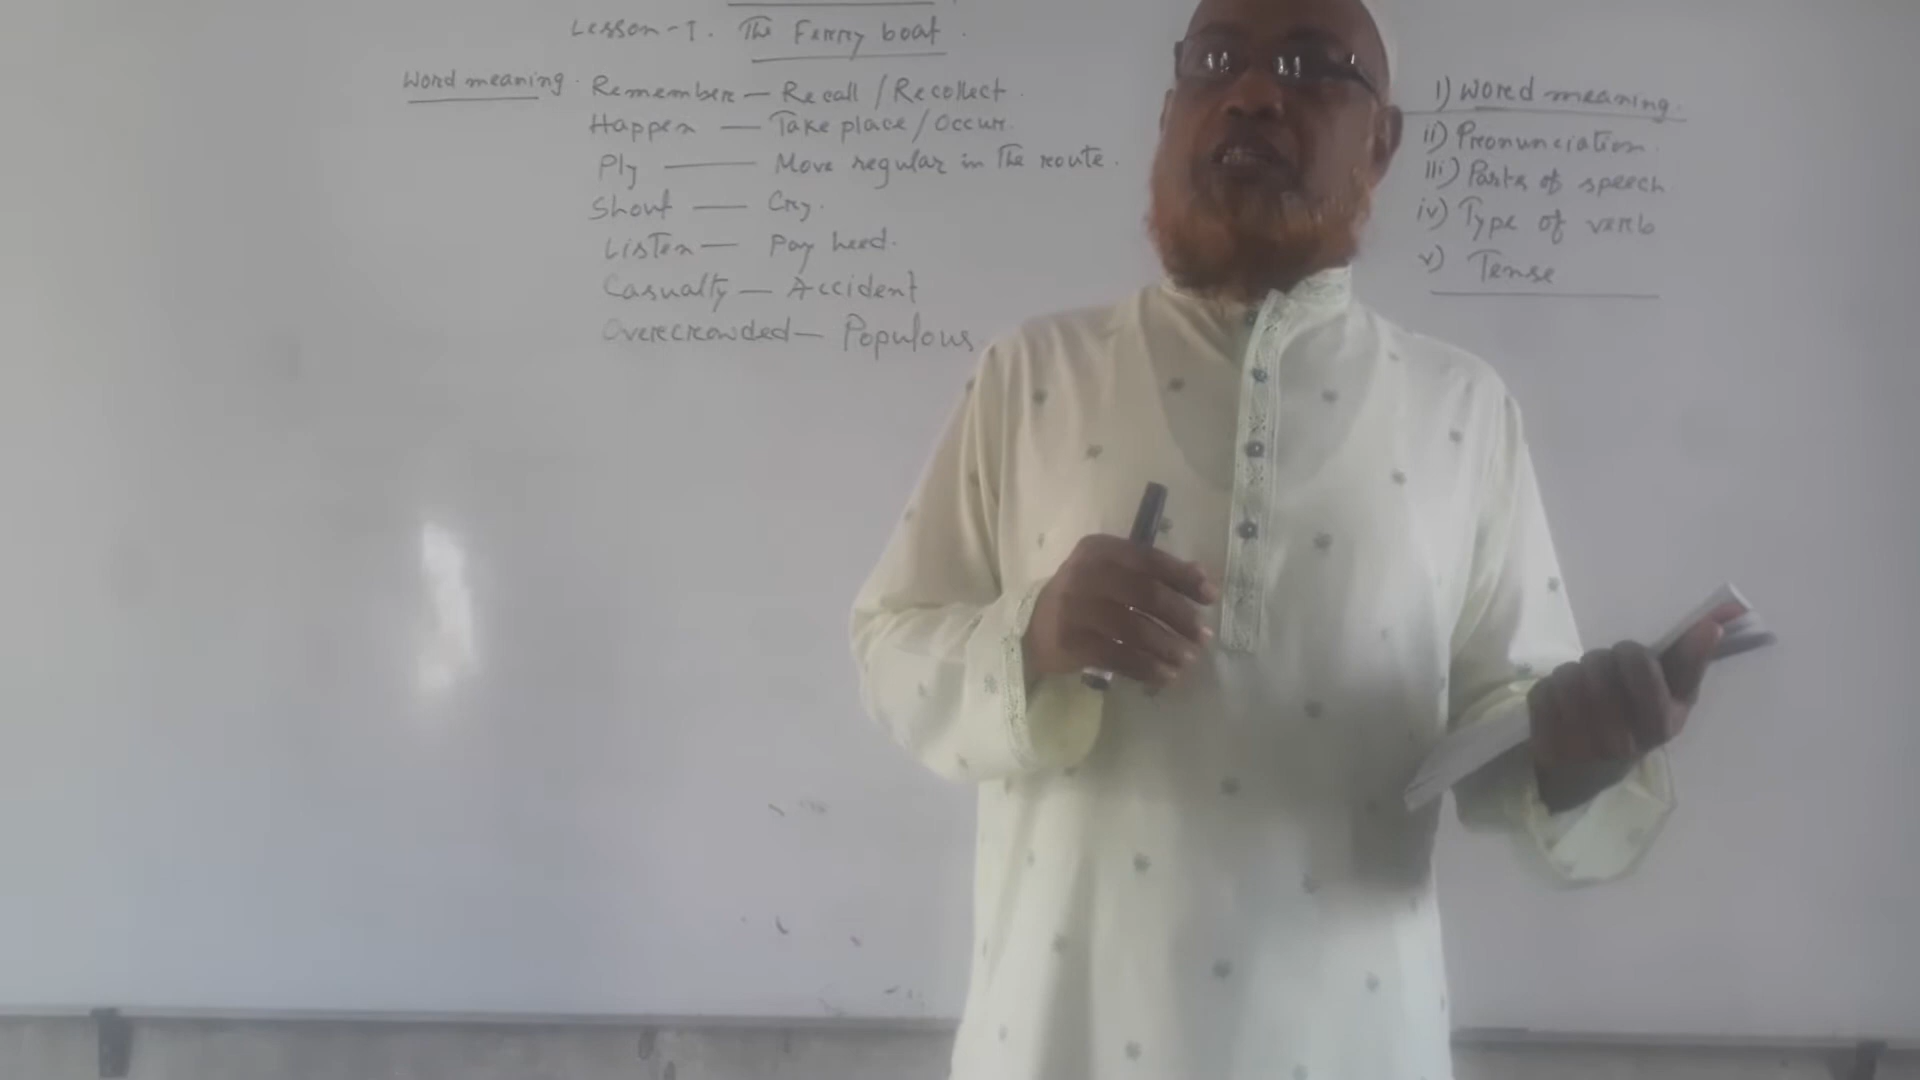 Lesson-1. The Ferry boat.
Word meaning. Remember — Recall / Recollect.
Happen — Take place / Occur.
Ply — Move regular in the route.
Shout — Cry.
Listen — Pay heed.
Casualty — Accident
Overcrowded — Populous
i) Word meaning.
ii) Pronunciation.
iii) Parts of speech
iv) Type of verb
v) Tense